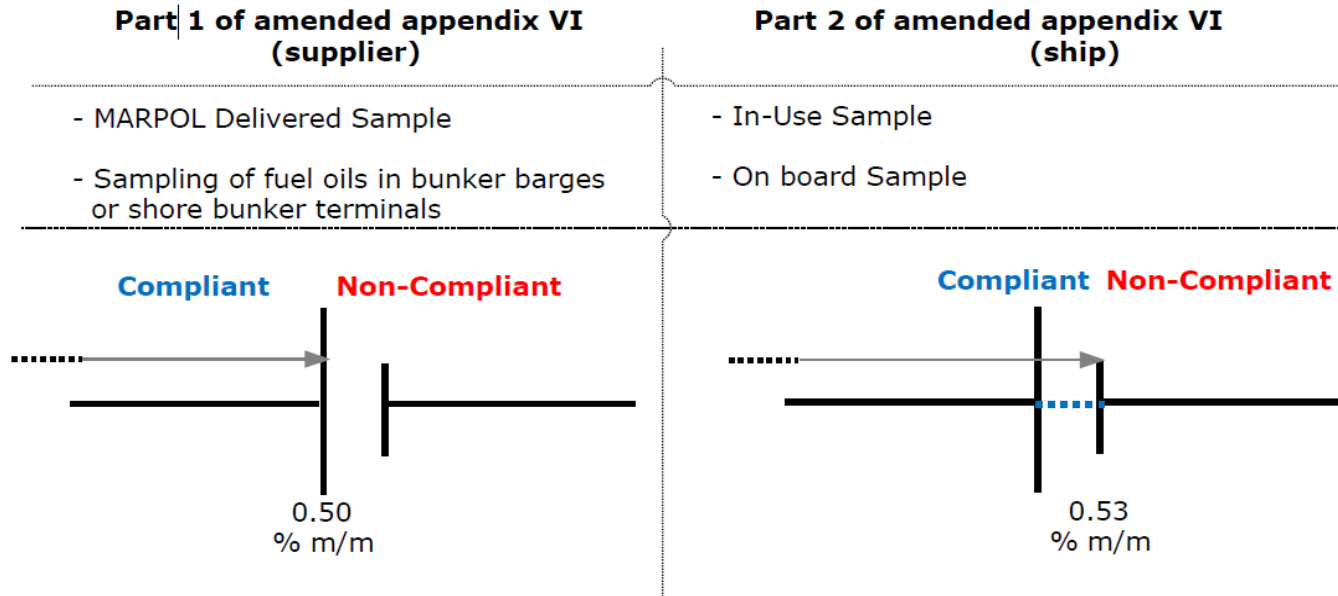 Part 1 of amended appendix VI
(supplier)
- MARPOL Delivered Sample
- Sampling of fuel oils in bunker barges
or shore bunker terminals
Compliant Non-Compliant
0.50
% m/m
Part 2 of amended appendix VI
(ship)
- In-Use Sample
- On board Sample
Compliant Non-Compliant
0.53
% m/m